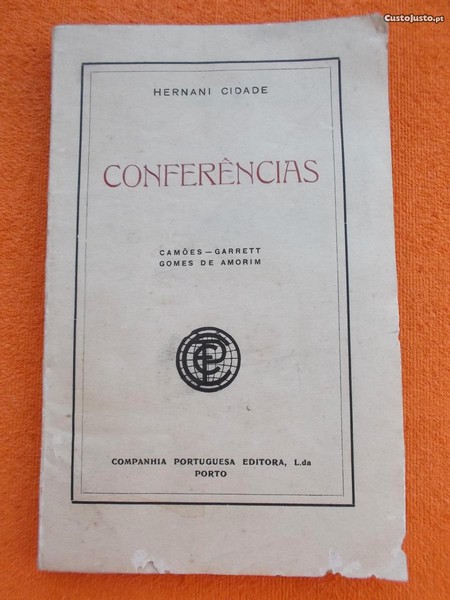 CustoJusto.pt
HERNANI CIDADE
CONFERÊNCIAS
CAMÕES — GARRETT
GOMES DE AMORIM
CPE
COMPANHIA PORTUGUESA EDITORA, L.da
PORTO